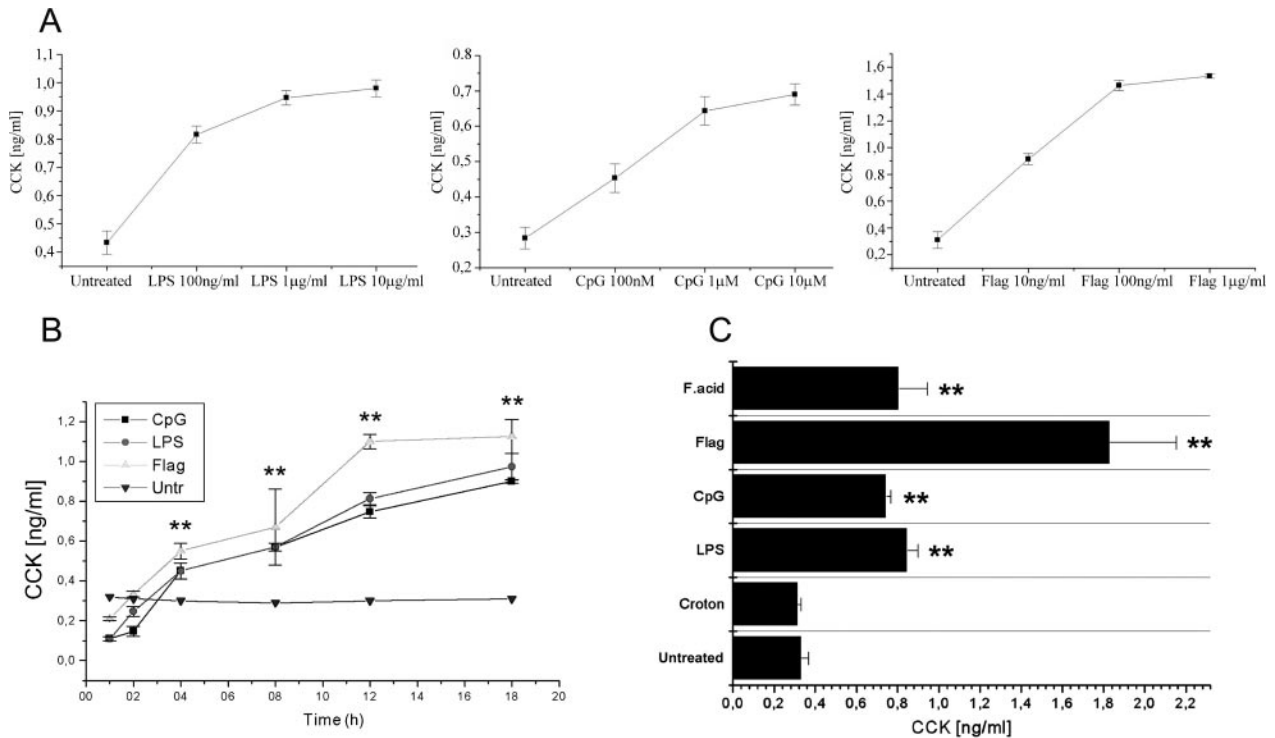 A
CCK [ng/ml]
1,1
1,0
0,9
0,8
0,7
0,6
0,5
0,4
Untreated LPS 100ng/ml LPS 1µg/ml LPS 10µg/ml
CCK [ng/ml]
0,8
0,7
0,6
0,5
0,4
0,3
0,2
Untreated CpG 100nM CpG 1µM CpG 10µM
CCK [ng/ml]
1,6
1,4
1,2
1,0
0,8
0,6
0,4
0,2
Untreated Flag 10ng/ml Flag 100ng/ml Flag 1µg/ml
B
CCK [ng/ml]
1,2
1,0
0,8
0,6
0,4
0,2
0,0
CpG
LPS
Flag
Untr
**
**
**
**
00 02 04 06 08 10 12 14 16 18 20
Time (h)
C
F.acid **
Flag **
CpG **
LPS **
Croton
Untreated
0,0 0,2 0,4 0,6 0,8 1,0 1,2 1,4 1,6 1,8 2,0 2,2
CCK [ng/ml]